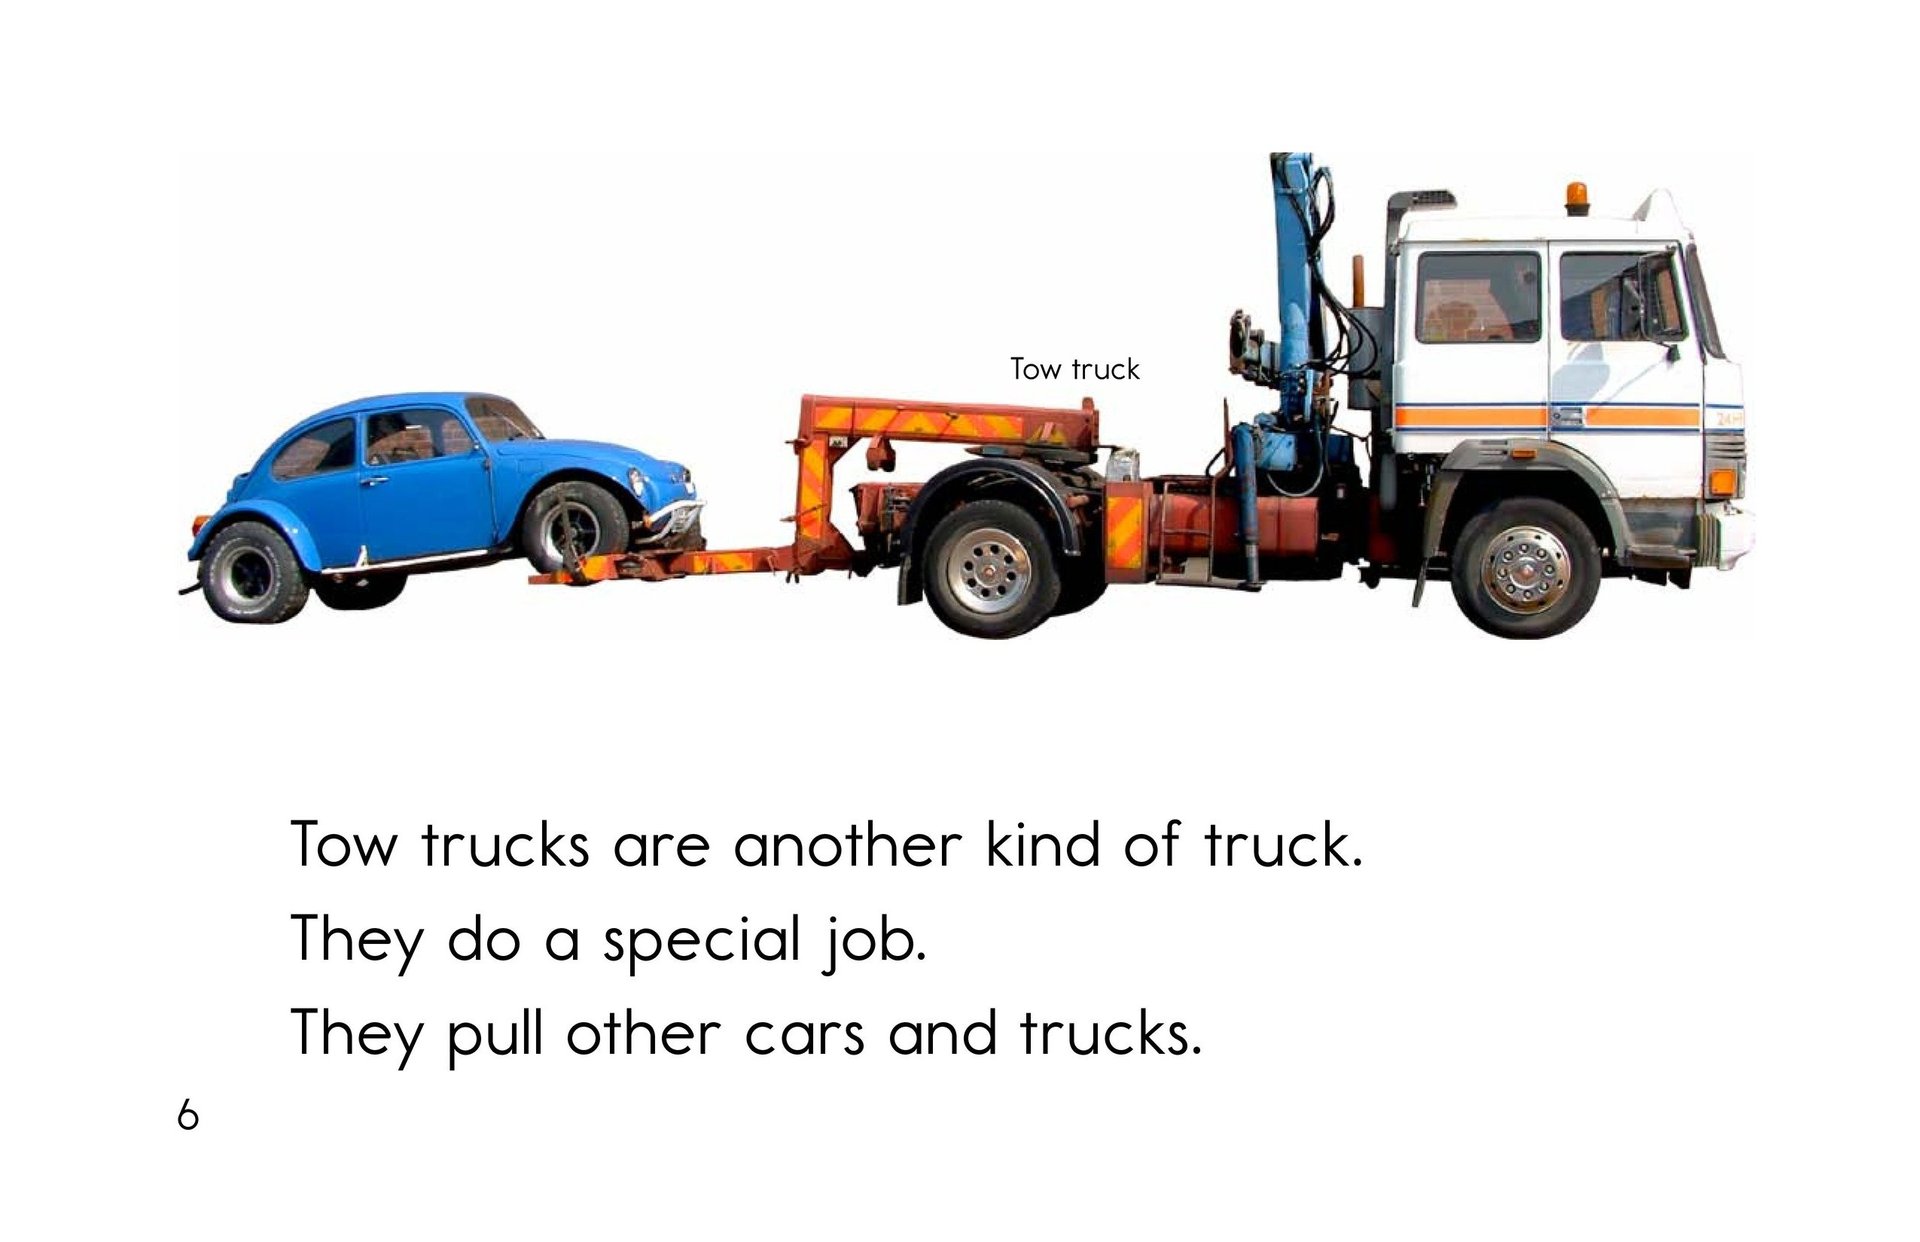 Tow truck
Tow trucks are another kind of truck.
They do a special job.
They pull other cars and trucks.
6